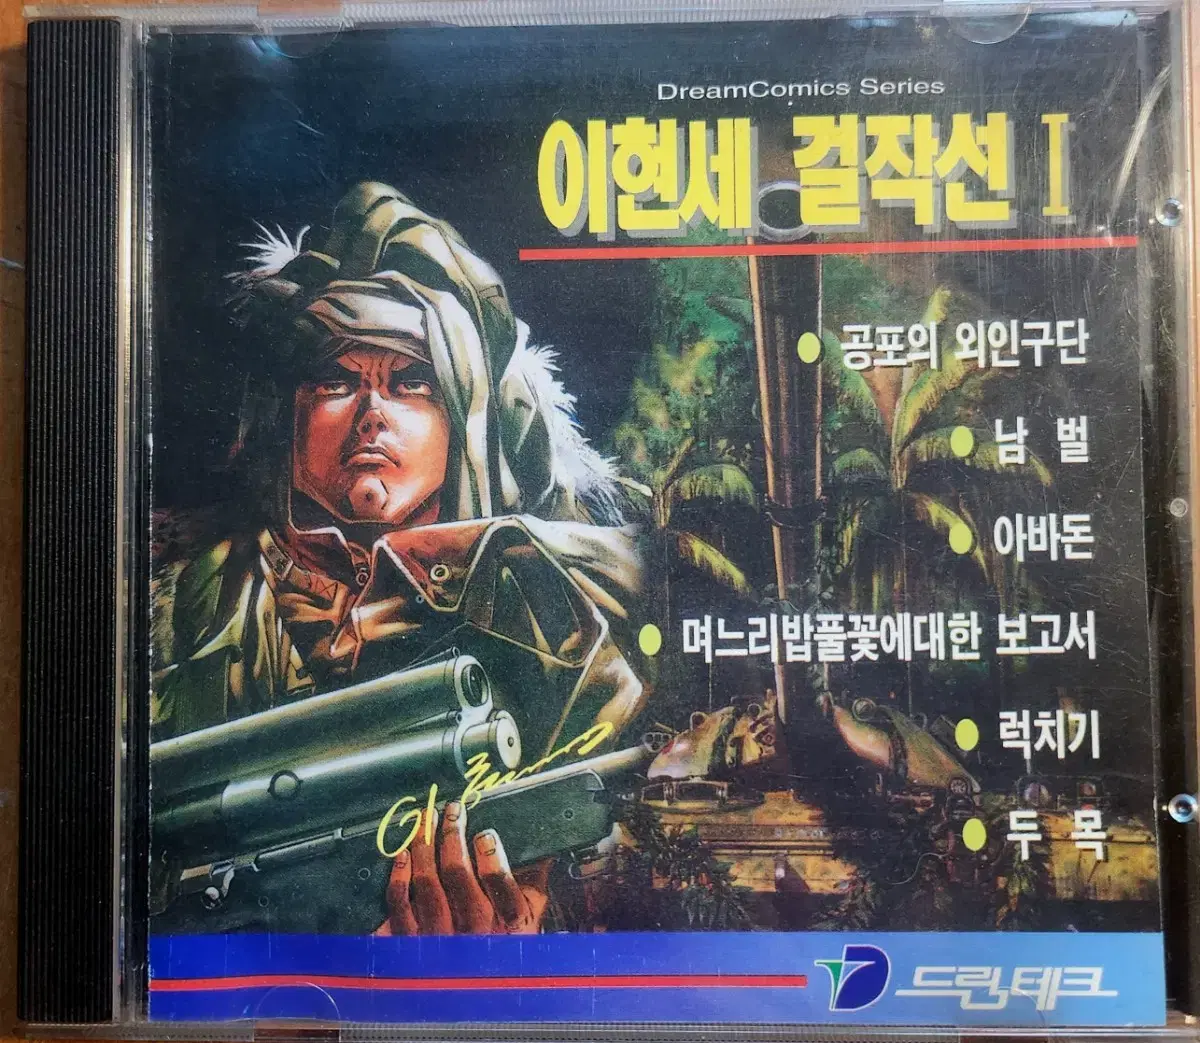 DreamComics Series
이현세 걸작선 I
공포의 외인구단
남 벌
아바돈
며느리밥풀꽃에대한 보고서
럭치기
두 목
드림테크